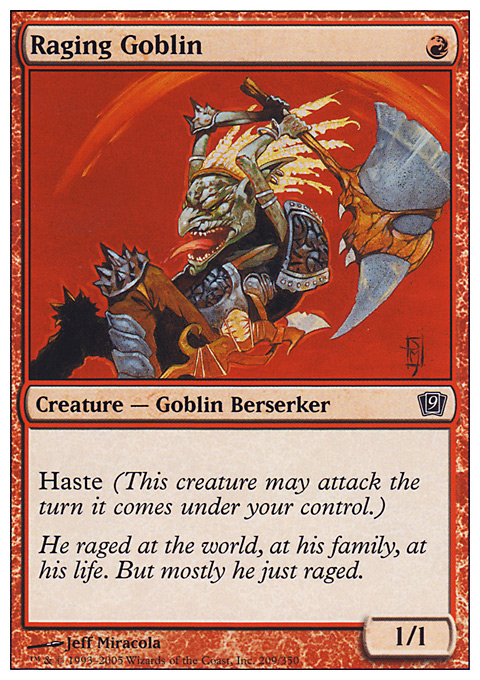 Raging Goblin
Creature — Goblin Berserker
9
Haste (This creature may attack the
turn it comes under your control.)
He raged at the world, at his family, at
his life. But mostly he just raged.
1/1
Jeff Miracola
™ & © 1993–2005 Wizards of the Coast, Inc. 209/350